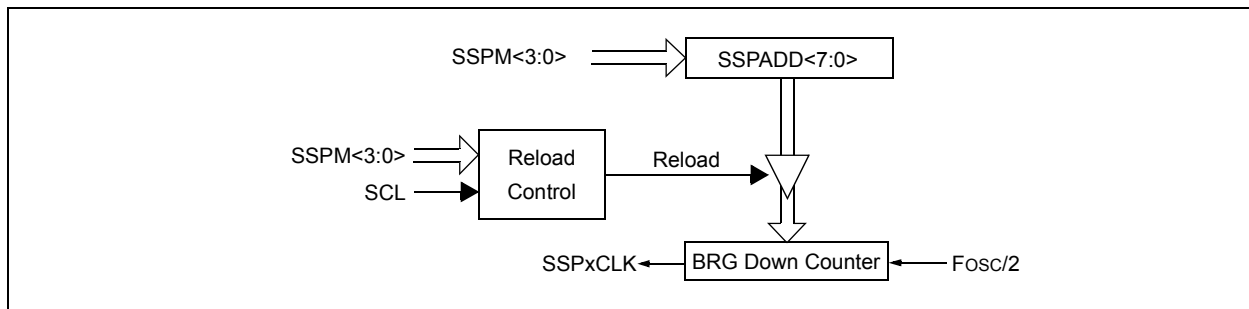 SSPM<3:0>
SSPADD<7:0>
SSPM<3:0>
SCL
Reload
Control
Reload
SSPxCLK
BRG Down Counter
FOSC/2